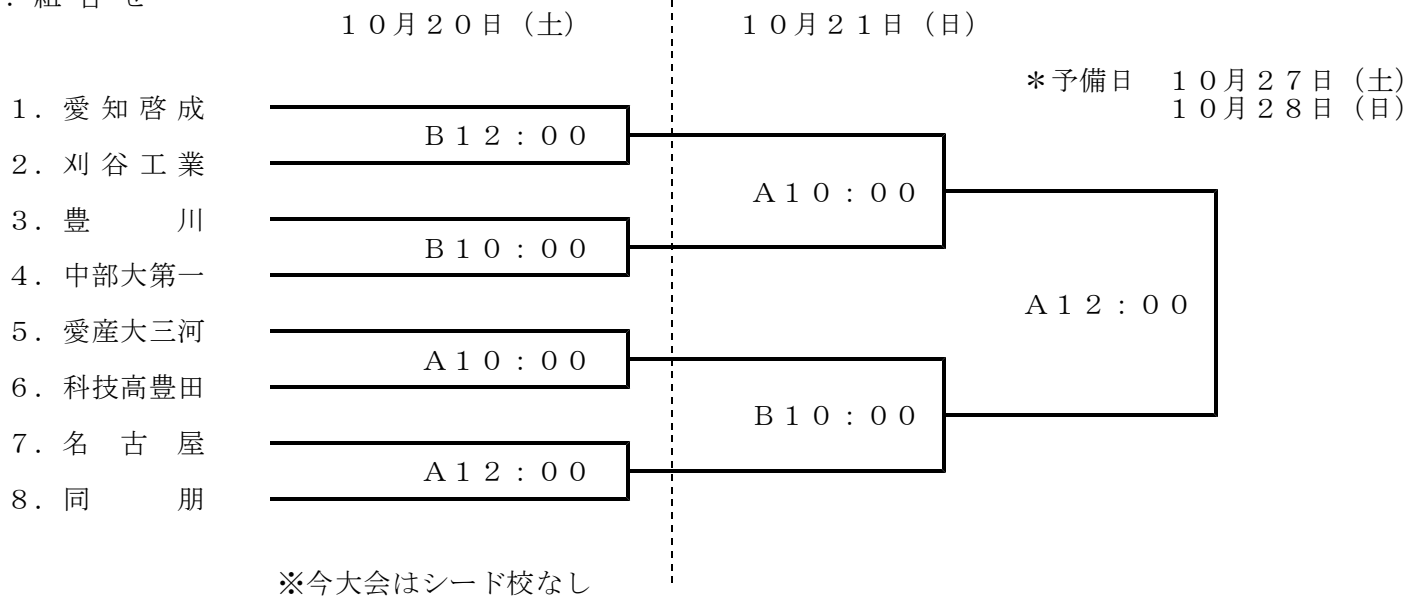 組 合 せ
１０月２０日（土）
１０月２１日（日）
＊予備日　１０月２７日（土）
１０月２８日（日）
１．愛 知 啓 成
Ｂ１２：００
２．刈 谷 工 業
Ａ１０：００
３．豊　　　川
Ｂ１０：００
４．中部大第一
Ａ１２：００
５．愛産大三河
Ａ１０：００
６．科技高豊田
Ｂ１０：００
７．名　古　屋
Ａ１２：００
８．同　　　朋
※今大会はシード校なし